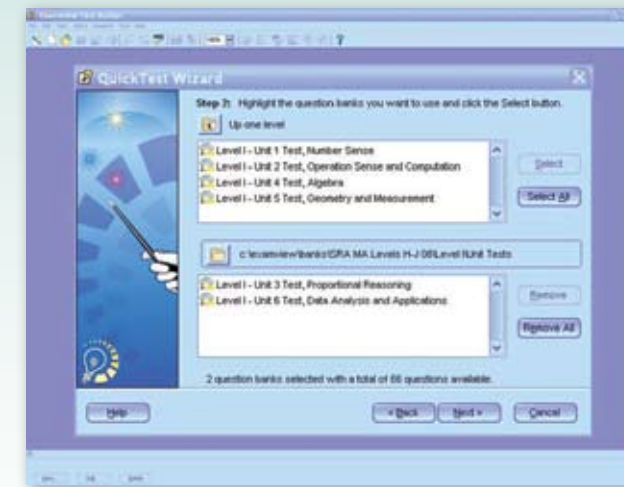 QuickTest Wizard
Step 2: Highlight the question banks you want to use and click the Select button.
Up one level
Level I - Unit 1 Test, Number Sense
Level I - Unit 2 Test, Operation Sense and Computation
Level I - Unit 4 Test, Algebra
Level I - Unit 5 Test, Geometry and Measurement
Select
Select All
c:\examview\banks\SRA MA Levels H-J 08\Level I\Unit Tests
Level I - Unit 3 Test, Proportional Reasoning
Level I - Unit 6 Test, Data Analysis and Applications
Remove
Remove All
2 question banks selected with a total of 66 questions available.
Help
< Back
Next >
Cancel